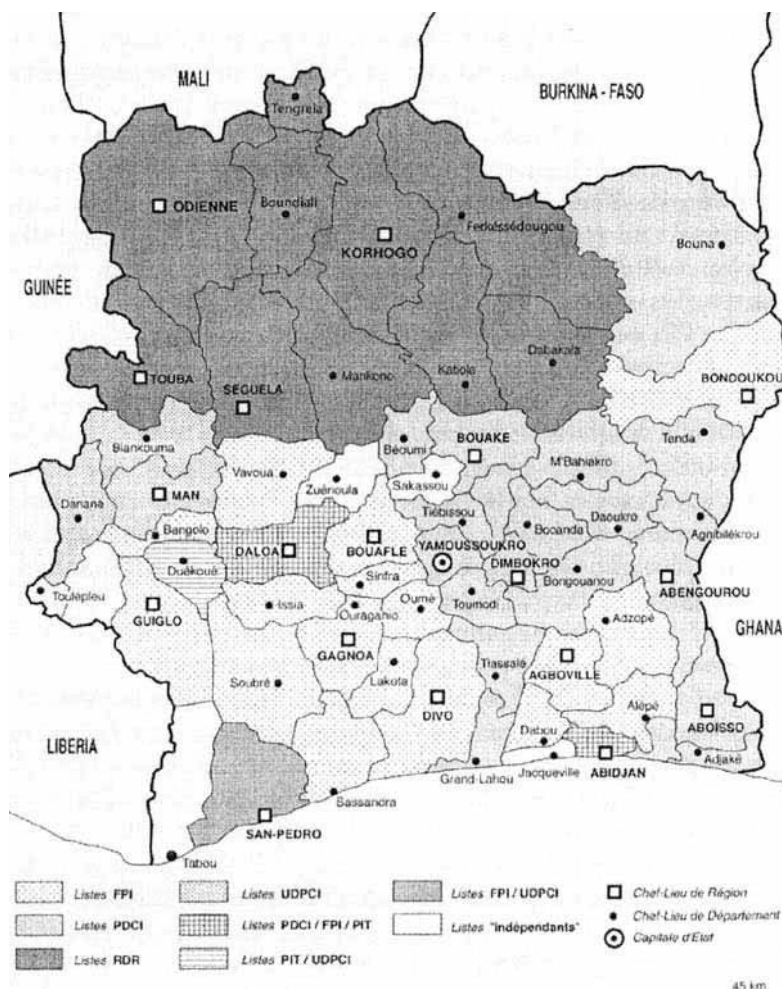 MALI
BURKINA - FASO
Tengrela
ODIENNE
Boundiali
Ferkéssédougou
KORHOGO
Bouna
GUINÉE
TOUBA
SEGUELA
Mankono
Katiola
Dabakala
BONDOUKOU
Biankouma
Béoumi
BOUAKE
Tanda
Vavoua
M'Bahiakro
MAN
Zuénoula
Sakassou
Danané
Tiébissou
Bangolo
Bocanda
Daoukro
Agnibilékrou
DALOA
BOUAFLE
YAMOUSSOUKRO
DIMBOKRO
Duékoué
Sinfra
Bongouanou
Toulépleu
ABENGOUROU
GUIGLO
Issia
Oumé
Toumodi
Ouragahio
Adzopé
GHANA
GAGNOA
Tiassalé
AGBOVILLE
Soubré
Lakota
DIVO
Alépé
ABOISSO
LIBERIA
Dabou
Adiaké
Grand-Lahou
Jacqueville
ABIDJAN
Sassandra
SAN-PEDRO
Tabou
Listes FPI
Listes UDPCI
Listes FPI / UDPCI
Chef-Lieu de Région
Listes PDCI
Listes PDCI / FPI / PIT
Listes "Indépendants"
Chef-Lieu de Département
Capitale d'Etat
Listes RDR
Listes PIT / UDPCI
45 km